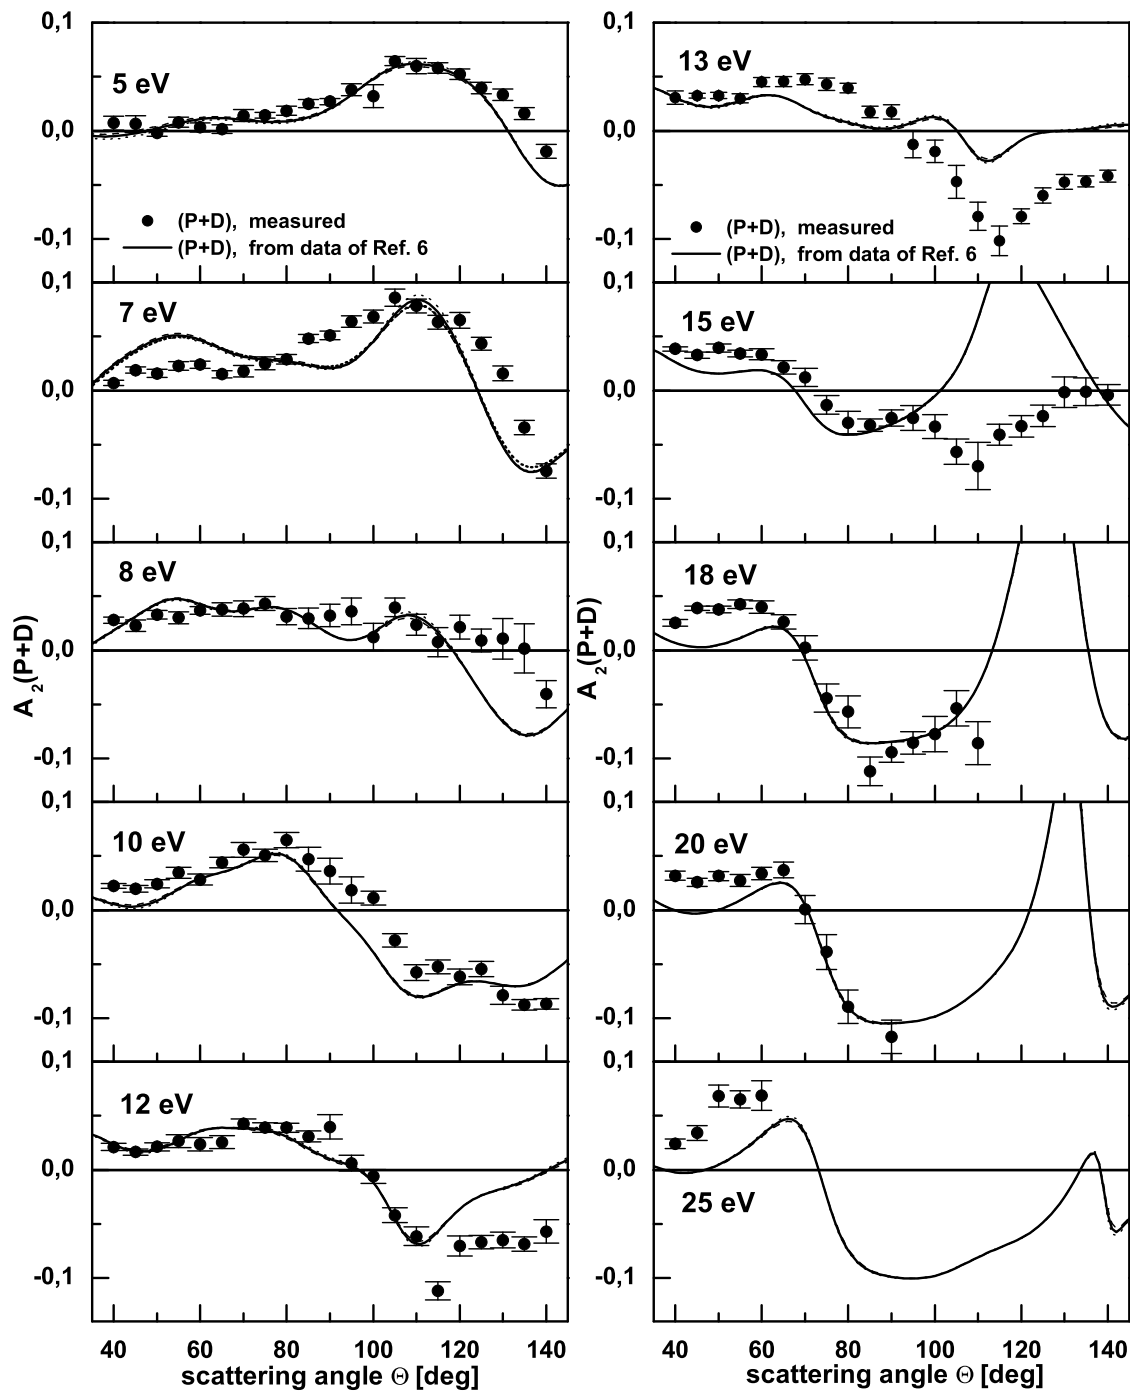 0,1
5 eV
0,0
(P+D), measured
-0,1
(P+D), from data of Ref. 6
0,1
7 eV
0,0
-0,1
0,1
8 eV
0,0
-0,1
0,1
10 eV
0,0
-0,1
0,1
12 eV
0,0
-0,1
40 60 80 100 120 140
scattering angle Θ [deg]
A 2(P+D)
0,1
13 eV
0,0
(P+D), measured
-0,1
(P+D), from data of Ref. 6
0,1
15 eV
0,0
-0,1
0,1
18 eV
0,0
-0,1
0,1
20 eV
0,0
-0,1
0,1
0,0
25 eV
-0,1
40 60 80 100 120 140
scattering angle Θ [deg]
A 2(P+D)